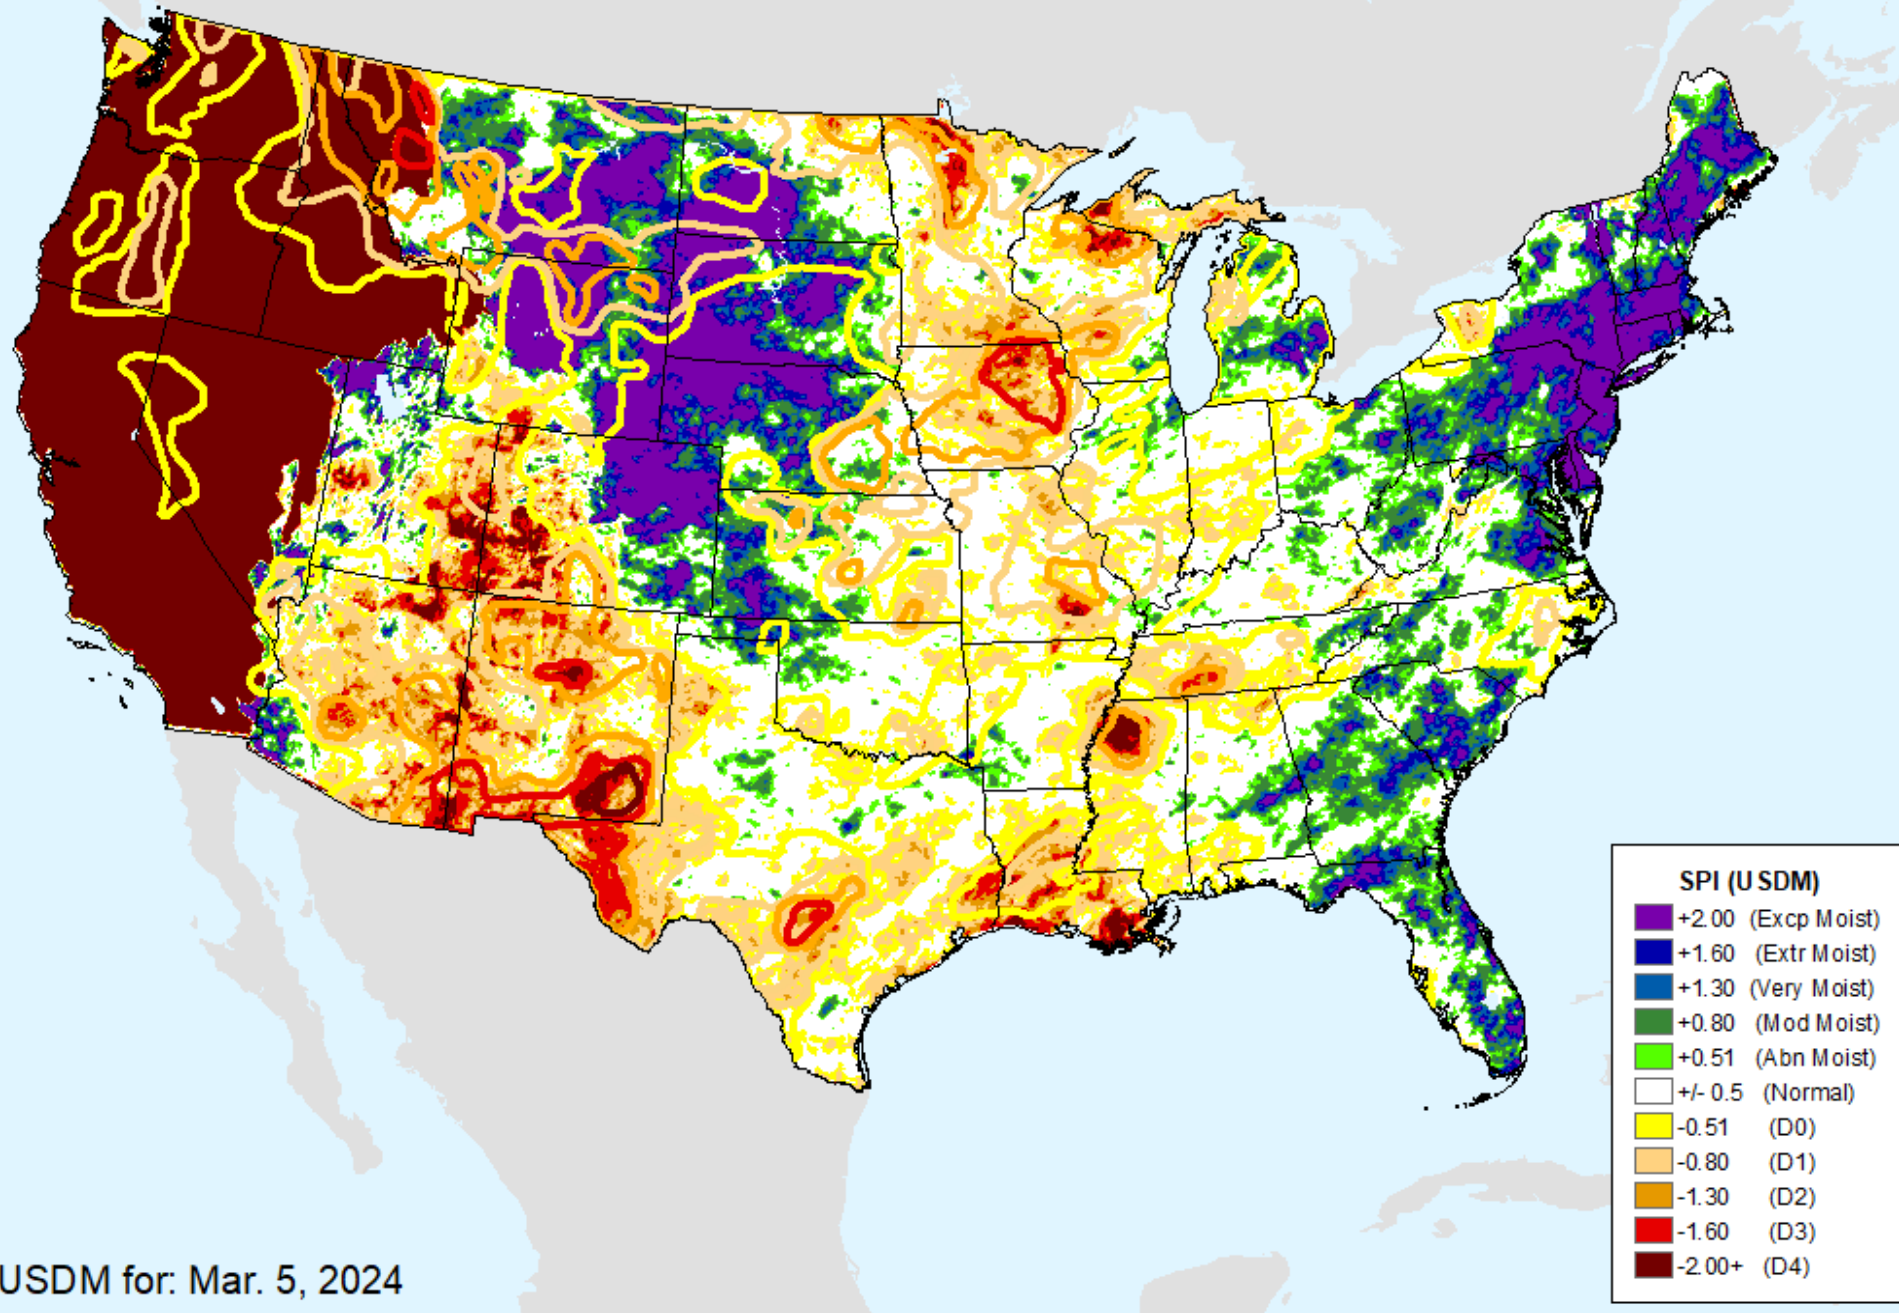 SPI (USDM)
+2.00 (Excp Moist)
+1.60 (Extr Moist)
+1.30 (Very Moist)
+0.80 (Mod Moist)
+0.51 (Abn Moist)
+/- 0.5 (Normal)
-0.51 (D0)
-0.80 (D1)
-1.30 (D2)
-1.60 (D3)
-2.00+ (D4)
USDM for: Mar. 5, 2024